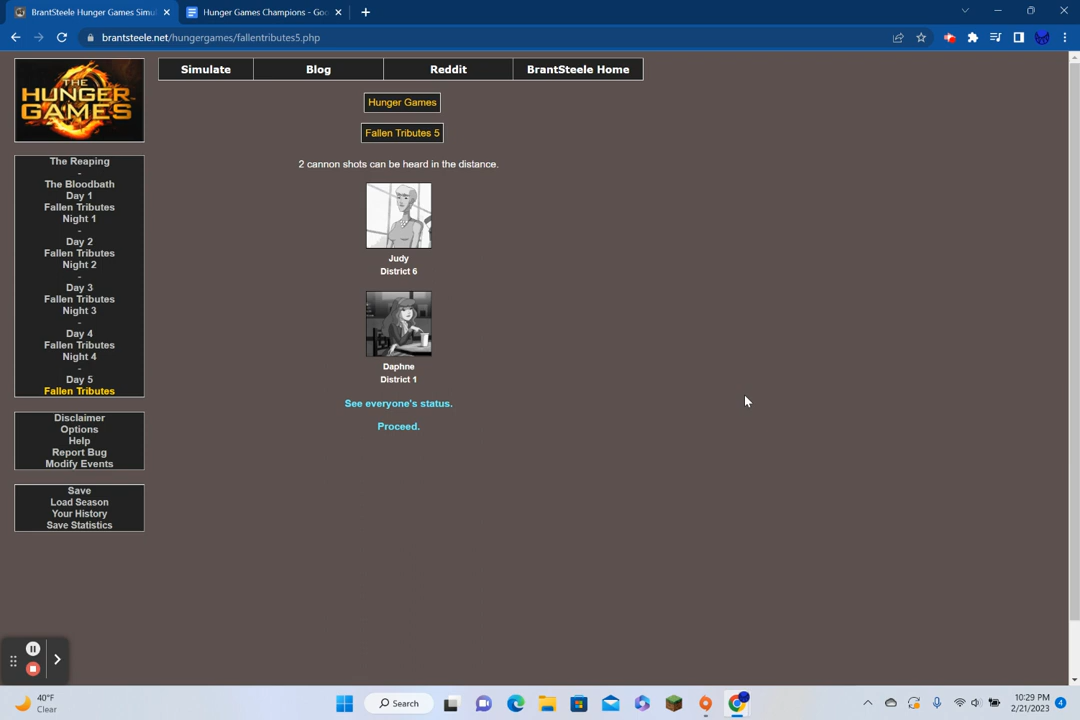 BrantSteele Hunger Games Simu
Hunger Games Champions - Goo
brantsteele.net/hungergames/fallentributes5.php
THE HUNGER GAMES
Simulate
Blog
Reddit
BrantSteele Home
Hunger Games
Fallen Tributes 5
2 cannon shots can be heard in the distance.
Judy
District 6
Daphne
District 1
See everyone's status.
Proceed.
The Reaping
-
The Bloodbath
Day 1
Fallen Tributes
Night 1
-
Day 2
Fallen Tributes
Night 2
-
Day 3
Fallen Tributes
Night 3
-
Day 4
Fallen Tributes
Night 4
-
Day 5
Fallen Tributes
Disclaimer
Options
Help
Report Bug
Modify Events
Save
Load Season
Your History
Save Statistics
40°F
Clear
Search
10:29 PM
2/21/2023
4